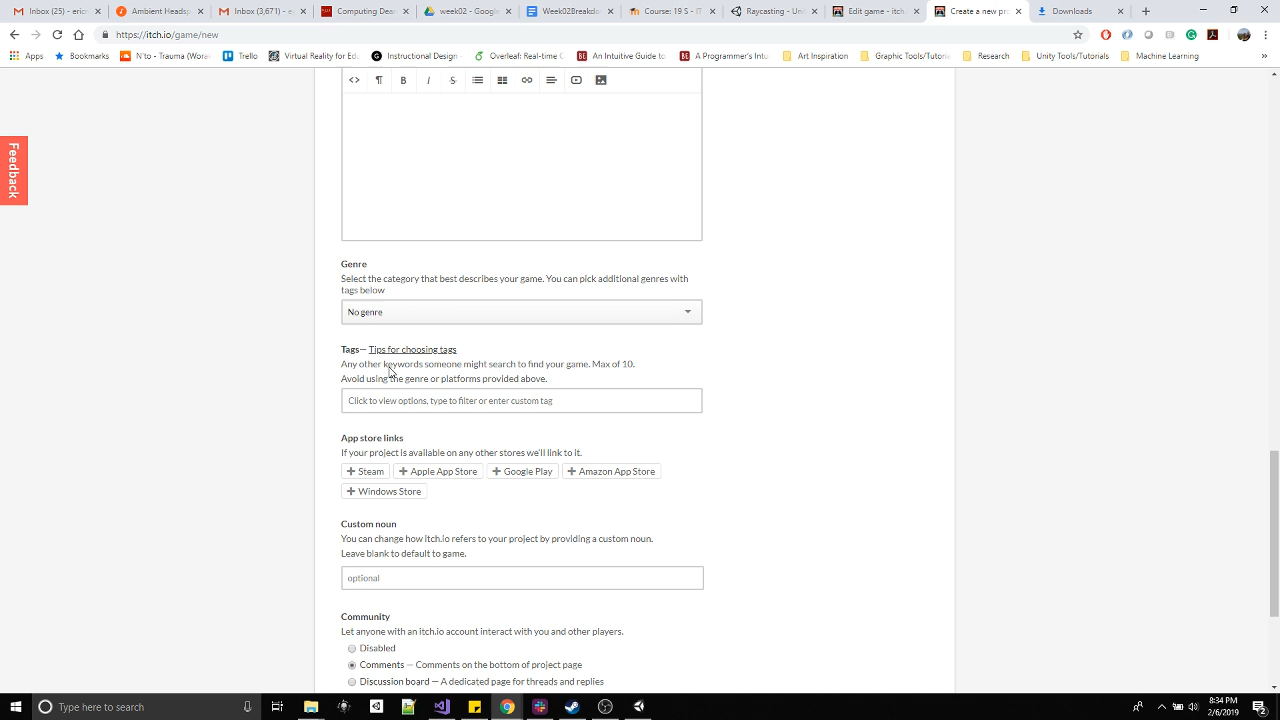 Inbox (25) - eric
Ambient Headsp
Inbox (3,671) - e
Computing Dear
week02 - Google
Week02Breakdo
Course: 19 S - IT
Raycasting - Uni
Edit game - itch.
Create a new pro
Downloads
https://itch.io/game/new
Apps
Bookmarks
N'to - Trauma (Wora
Trello
Virtual Reality for Ed
Instructional Design
Overleaf: Real-time C
An Intuitive Guide to
A Programmer's Intu
Art Inspiration
Graphic Tools/Tutoria
Research
Unity Tools/Tutorials
Machine Learning
»
Feedback
Genre
Select the category that best describes your game. You can pick additional genres with
tags below
No genre
Tags— Tips for choosing tags
Any other keywords someone might search to find your game. Max of 10.
Avoid using the genre or platforms provided above.
Click to view options, type to filter or enter custom tag
App store links
If your project is available on any other stores we'll link to it.
+ Steam
+ Apple App Store
+ Google Play
+ Amazon App Store
+ Windows Store
Custom noun
You can change how itch.io refers to your project by providing a custom noun.
Leave blank to default to game.
optional
Community
Let anyone with an itch.io account interact with you and other players.
Disabled
Comments — Comments on the bottom of project page
Discussion board — A dedicated page for threads and replies
Type here to search
8:34 PM
2/6/2019